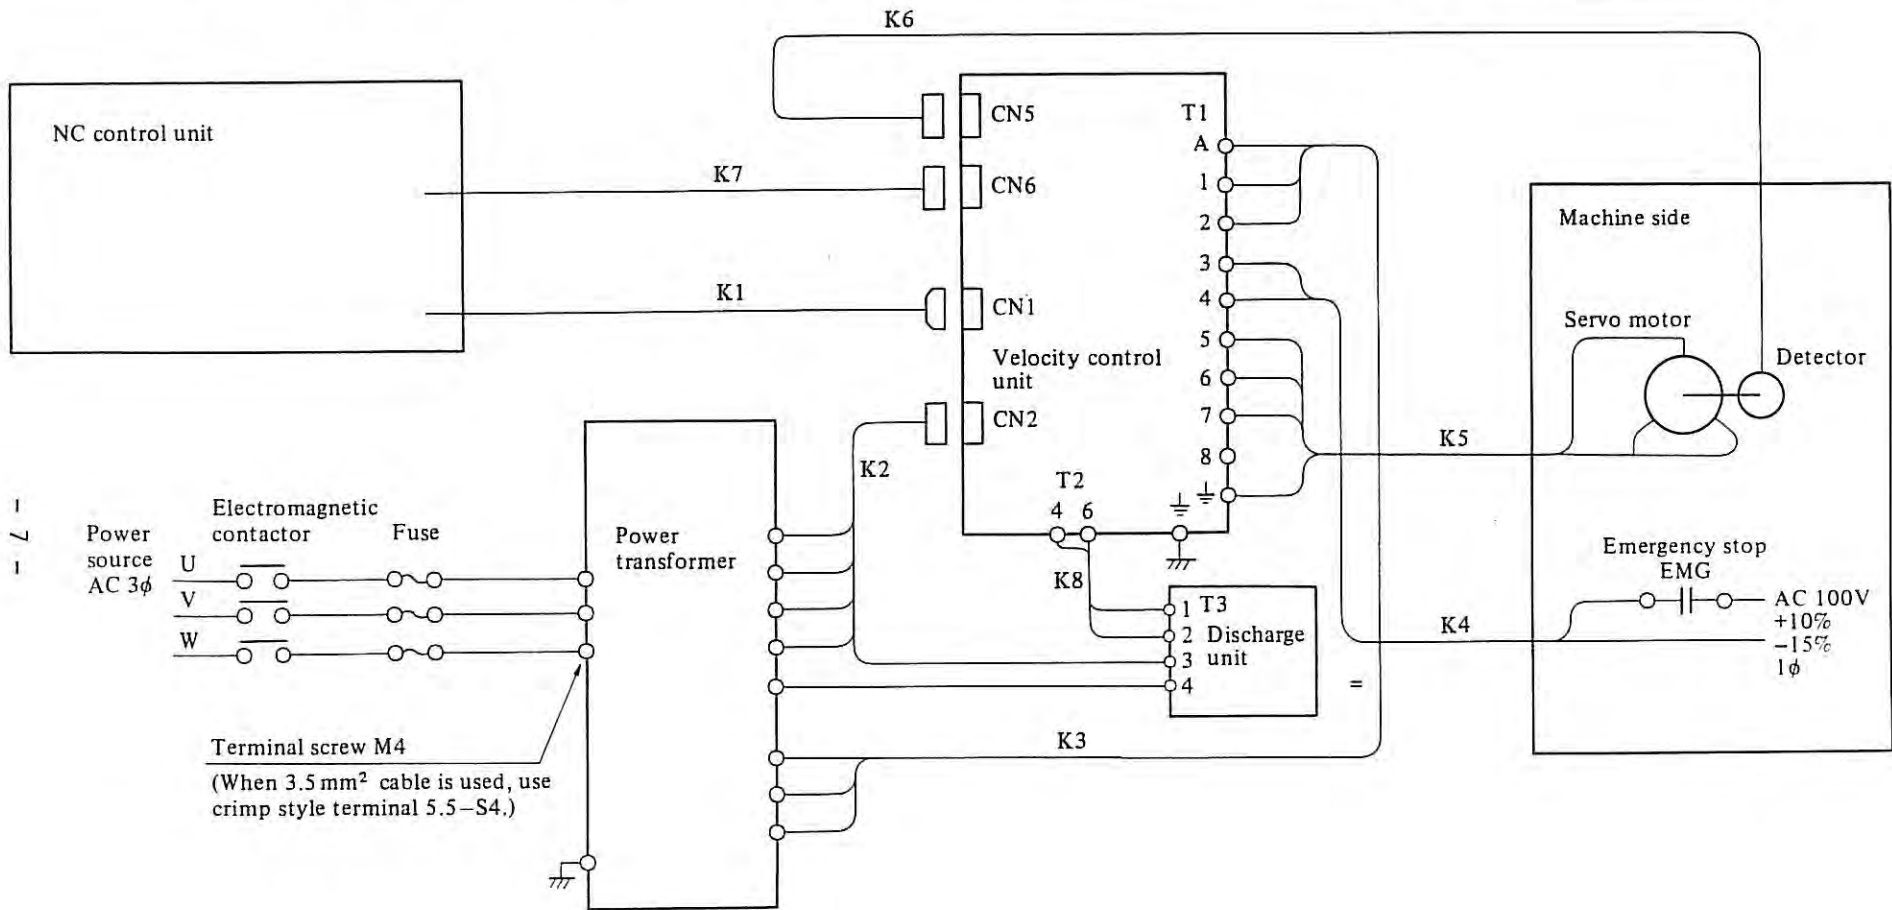 K6
NC control unit
K7
K1
CN5
CN6
CN1
CN2
Velocity control
unit
T1
A
1
2
3
4
5
6
7
8
T2
4 6
K2
K8
K5
K4
K3
Machine side
Servo motor
Detector
Emergency stop
EMG
AC 100V
+10%
−15%
1ϕ
Power
source
AC 3ϕ
Electromagnetic
contactor
Fuse
U
V
W
Power
transformer
1 T3
2 Discharge
unit
3
4
=
Terminal screw M4
(When 3.5 mm² cable is used, use
crimp style terminal 5.5–S4.)
– 7 –